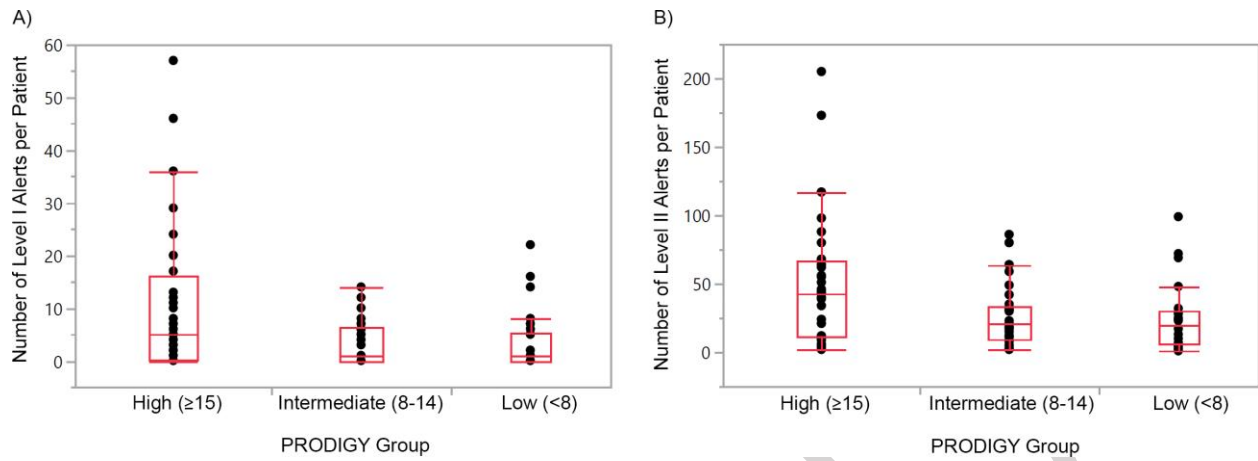 A)
Number of Level I Alerts per Patient
60
50
40
30
20
10
0
High (≥15)
Intermediate (8-14)
Low (<8)
PRODIGY Group
B)
Number of Level II Alerts per Patient
200
150
100
50
0
High (≥15)
Intermediate (8-14)
Low (<8)
PRODIGY Group